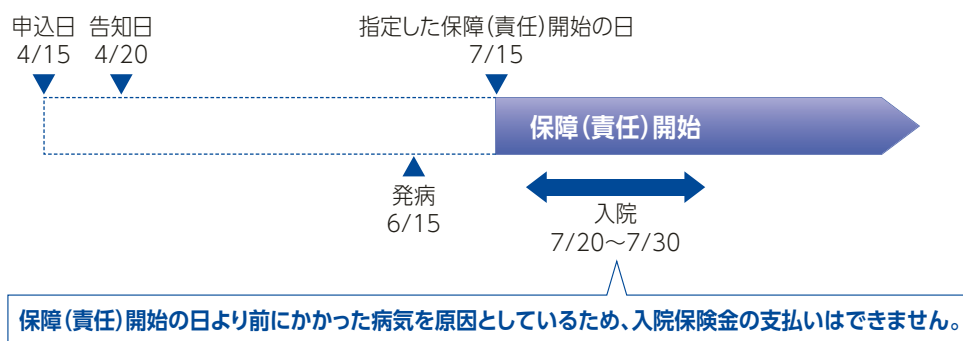 申込日 告知日 指定した保障(責任)開始の日
4/15 4/20 7/15
保障(責任)開始
発病
6/15
入院
7/20〜7/30
保障(責任)開始の日より前にかかった病気を原因としているため、入院保険金の支払いはできません。